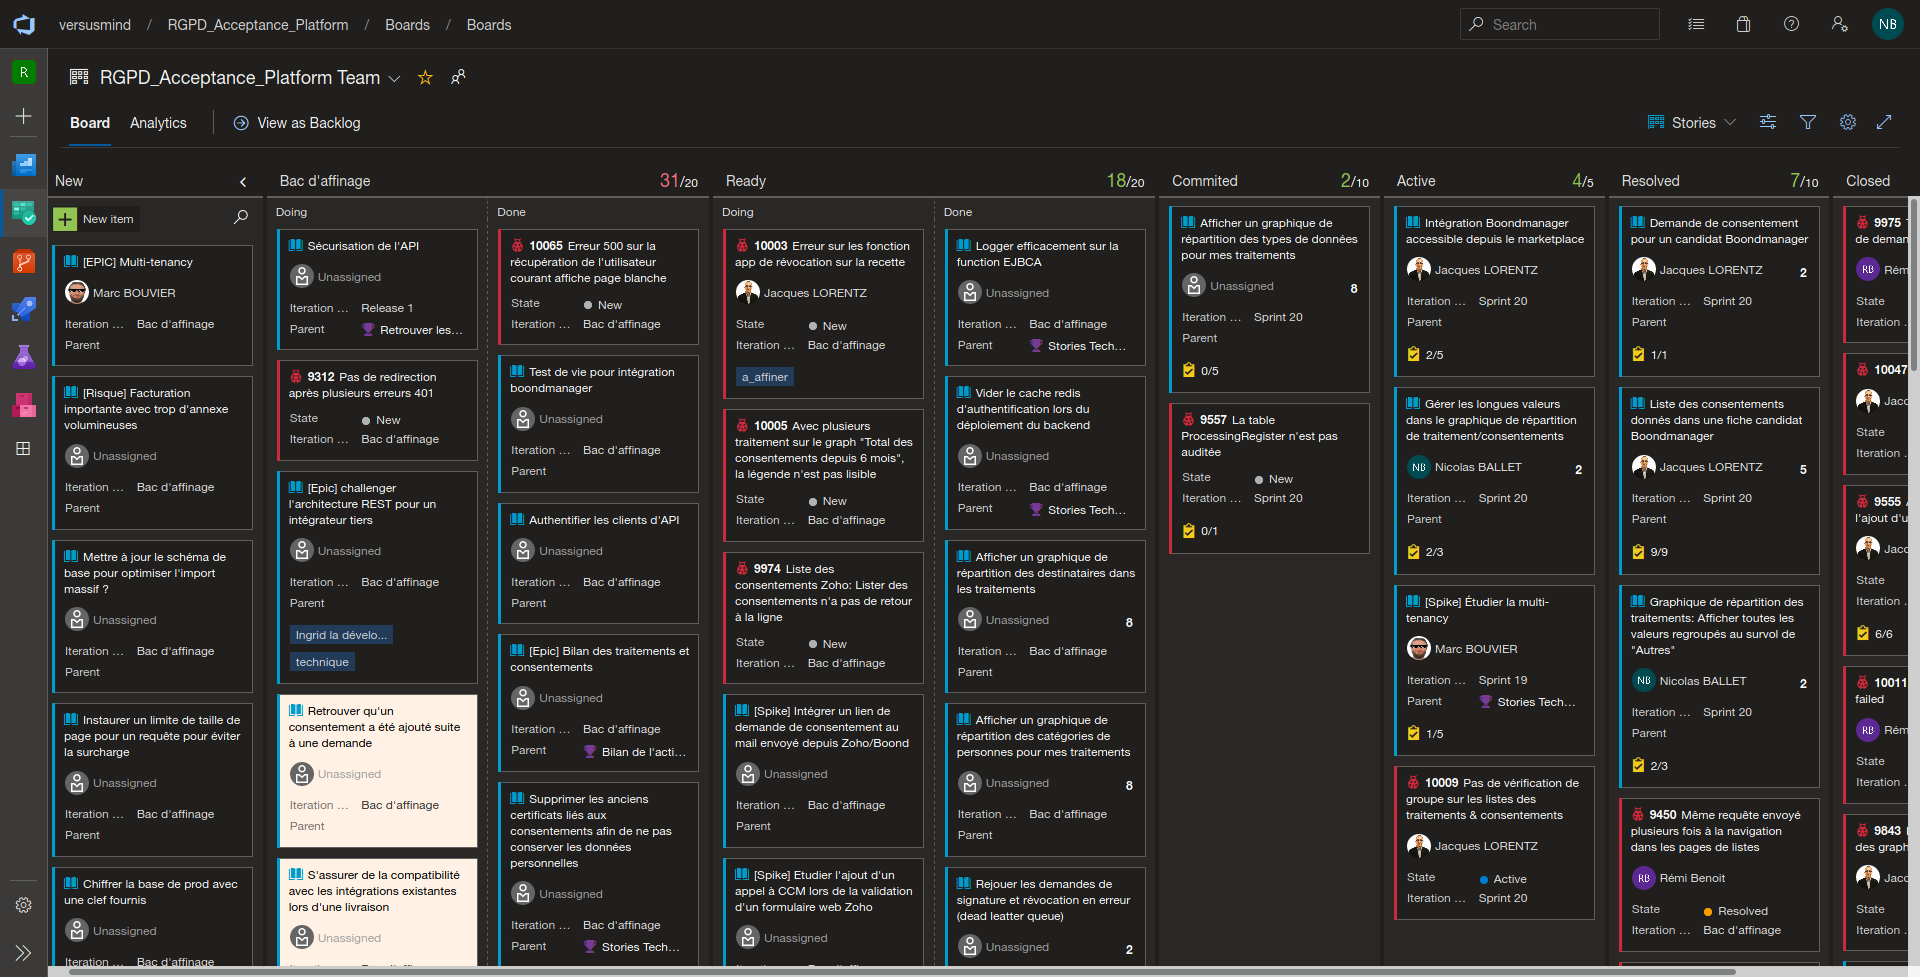 versusmind / RGPD_Acceptance_Platform / Boards / Boards
Search
NB
R
RGPD_Acceptance_Platform Team
Board
Analytics
View as Backlog
Stories
New
Bac d'affinage
31/20
Ready
18/20
Commited
2/10
Active
4/5
Resolved
7/10
Closed
New item
[EPIC] Multi-tenancy
Marc BOUVIER
Iteration ... Bac d'affinage
Parent
[Risque] Facturation
importante avec trop d'annexe
volumineuses
Unassigned
Iteration ... Bac d'affinage
Parent
Mettre à jour le schéma de
base pour optimiser l'import
massif ?
Unassigned
Iteration ... Bac d'affinage
Parent
Instaurer un limite de taille de
page pour un requête pour éviter
la surcharge
Unassigned
Iteration ... Bac d'affinage
Parent
Chiffrer la base de prod avec
une clef fournis
Unassigned
Iteration ... Bac d'affinage
Doing
Sécurisation de l'API
Unassigned
Iteration ... Release 1
Parent Retrouver les...
9312 Pas de redirection
après plusieurs erreurs 401
State New
Iteration ... Bac d'affinage
[Epic] challenger
l'architecture REST pour un
intégrateur tiers
Unassigned
Iteration ... Bac d'affinage
Parent
Ingrid la dévelo...
technique
Retrouver qu'un
consentement a été ajouté suite
à une demande
Unassigned
Iteration ... Bac d'affinage
Parent
S'assurer de la compatibilité
avec les intégrations existantes
lors d'une livraison
Unassigned
Done
10065 Erreur 500 sur la
récupération de l'utilisateur
courant affiche page blanche
State New
Iteration ... Bac d'affinage
Test de vie pour intégration
boondmanager
Unassigned
Iteration ... Bac d'affinage
Parent
Authentifier les clients d'API
Unassigned
Iteration ... Bac d'affinage
Parent
[Epic] Bilan des traitements et
consentements
Unassigned
Iteration ... Bac d'affinage
Parent Bilan de l'acti...
Supprimer les anciens
certificats liés aux
consentements afin de ne pas
conserver les données
personnelles
Unassigned
Iteration ... Bac d'affinage
Parent Stories Tech...
Doing
10003 Erreur sur les fonction
app de révocation sur la recette
Jacques LORENTZ
State New
Iteration ... Bac d'affinage
a_affiner
10005 Avec plusieurs
traitement sur le graph "Total des
consentements depuis 6 mois",
la légende n'est pas lisible
State New
Iteration ... Bac d'affinage
9974 Liste des
consentements Zoho: Lister des
consentements n'a pas de retour
à la ligne
State New
Iteration ... Bac d'affinage
[Spike] Intégrer un lien de
demande de consentement au
mail envoyé depuis Zoho/Boond
Unassigned
Iteration ... Bac d'affinage
Parent
[Spike] Etudier l'ajout d'un
appel à CCM lors de la validation
d'un formulaire web Zoho
Unassigned
Done
Logger efficacement sur la
function EJBCA
Unassigned
Iteration ... Bac d'affinage
Parent Stories Tech...
Vider le cache redis
d'authentification lors du
déploiement du backend
Unassigned
Iteration ... Bac d'affinage
Parent Stories Tech...
Afficher un graphique de
répartition des destinataires dans
les traitements
Unassigned 8
Iteration ... Bac d'affinage
Parent
Afficher un graphique de
répartition des catégories de
personnes pour mes traitements
Unassigned 8
Iteration ... Bac d'affinage
Parent
Rejouer les demandes de
signature et révocation en erreur
(dead leatter queue)
Unassigned 2
Afficher un graphique de
répartition des types de données
pour mes traitements
Unassigned 8
Iteration ... Sprint 20
Parent
0/5
9557 La table
ProcessingRegister n'est pas
auditée
State New
Iteration ... Sprint 20
0/1
Intégration Boondmanager
accessible depuis le marketplace
Jacques LORENTZ
Iteration ... Sprint 20
Parent
2/5
Gérer les longues valeurs
dans le graphique de répartition
de traitement/consentements
NB Nicolas BALLET 2
Iteration ... Sprint 20
Parent
2/3
[Spike] Étudier la multi-
tenancy
Marc BOUVIER
Iteration ... Sprint 19
Parent Stories Tech...
1/5
10009 Pas de vérification de
groupe sur les listes des
traitements & consentements
Jacques LORENTZ
State Active
Iteration ... Sprint 20
Demande de consentement
pour un candidat Boondmanager
Jacques LORENTZ 2
Iteration ... Sprint 20
Parent
1/1
Liste des consentements
donnés dans une fiche candidat
Boondmanager
Jacques LORENTZ 5
Iteration ... Sprint 20
Parent
9/9
Graphique de répartition des
traitements: Afficher toutes les
valeurs regroupés au survol de
"Autres"
NB Nicolas BALLET 2
Iteration ... Sprint 20
Parent
2/3
9450 Même requête envoyé
plusieurs fois à la navigation
dans les pages de listes
RB Rémi Benoit
State Resolved
Iteration ... Bac d'affinage
9975
de deman
RB Rém
State
Iteration .
10047
Jacc
State
Iteration .
9555
l'ajout d'u
Jacc
State
Iteration .
6/6
10011
failed
RB Rém
State
Iteration .
9843
des graph
Jacc
State
Iteration .